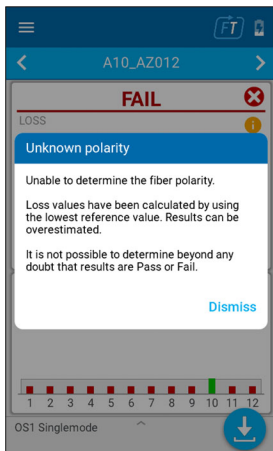 FT
A10_AZ012
FAIL
LOSS
Unknown polarity
Unable to determine the fiber polarity.
Loss values have been calculated by using
the lowest reference value. Results can be
overestimated.
It is not possible to determine beyond any
doubt that results are Pass or Fail.
Dismiss
1 2 3 4 5 6 7 8 9 10 11 12
OS1 Singlemode